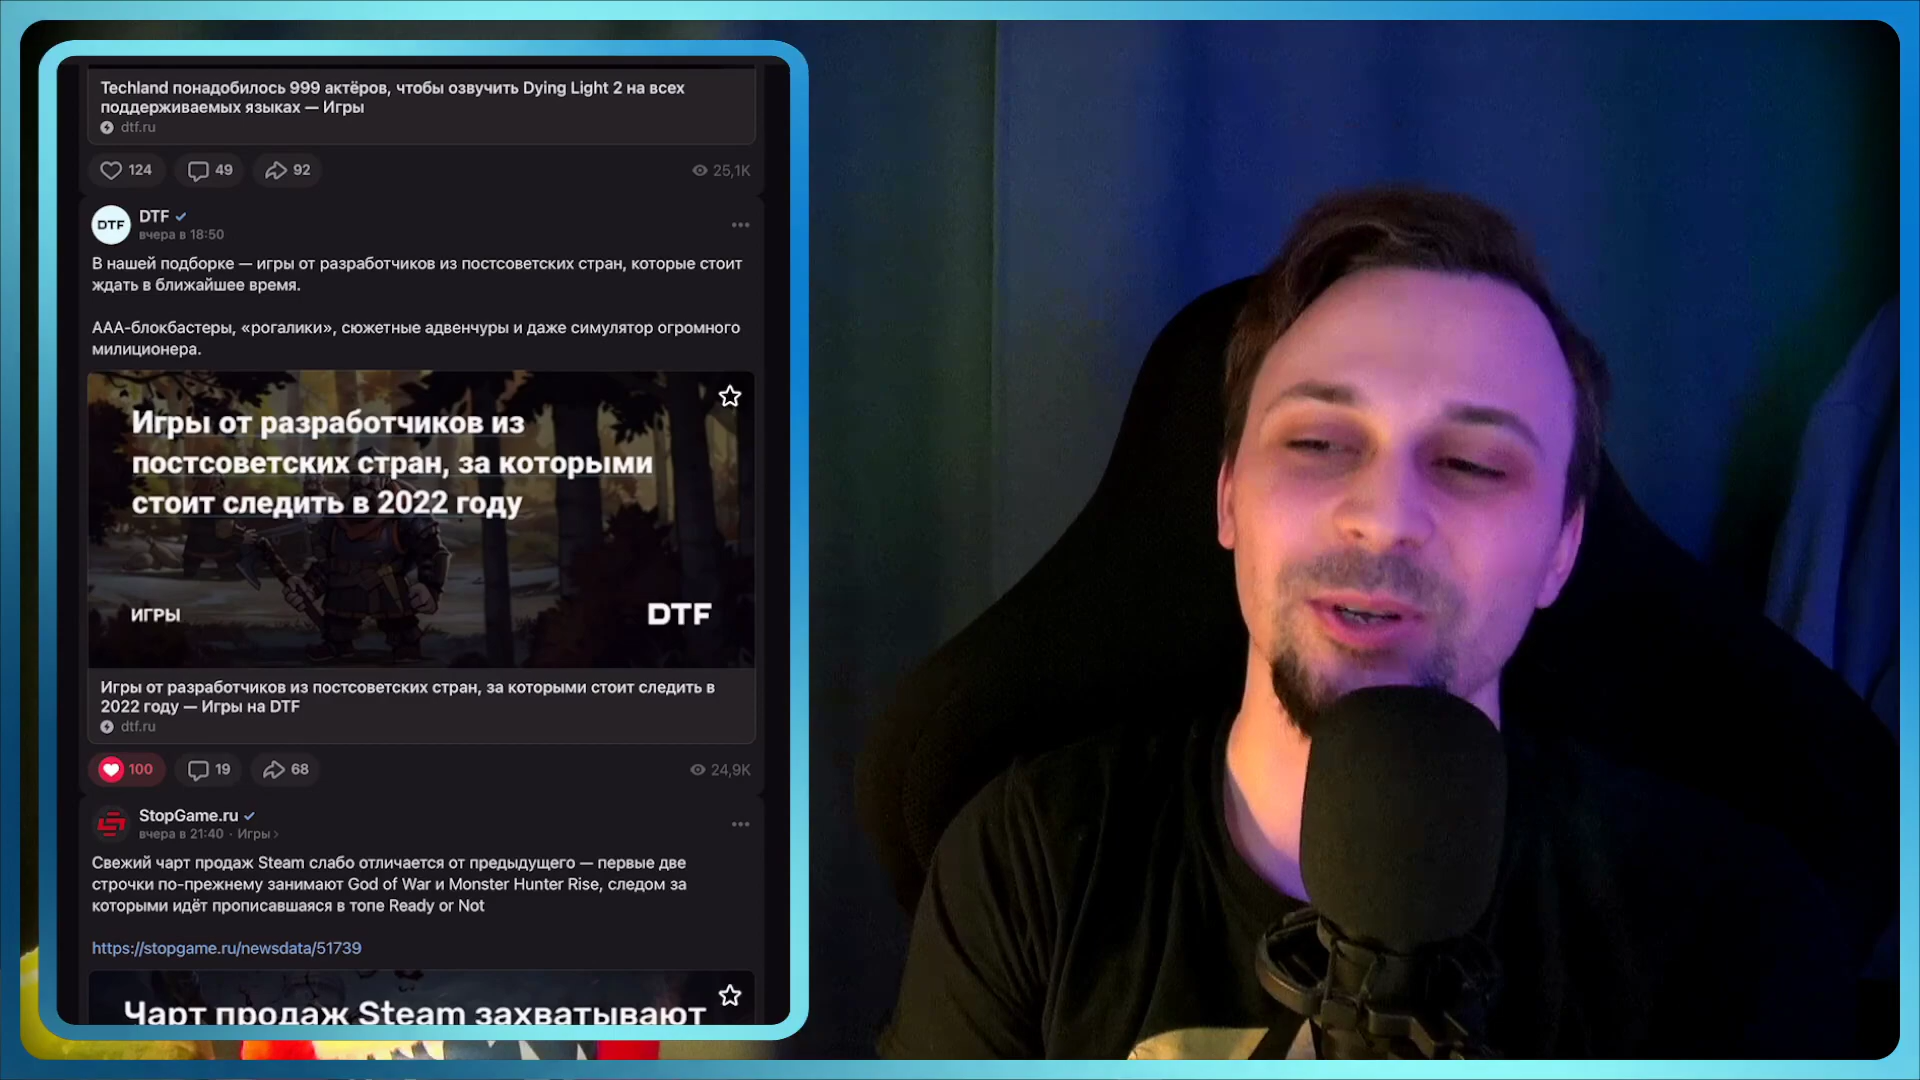 Techland понадобилось 999 актёров, чтобы озвучить Dying Light 2 на всех
поддерживаемых языках — Игры
dtf.ru
124 49 92 25,1K
DTF
DTF
вчера в 18:50
В нашей подборке — игры от разработчиков из постсоветских стран, которые стоит
ждать в ближайшее время.
ААА-блокбастеры, «рогалики», сюжетные адвенчуры и даже симулятор огромного
милиционера.
Игры от разработчиков из
постсоветских стран, за которыми
стоит следить в 2022 году
ИГРЫ
DTF
Игры от разработчиков из постсоветских стран, за которыми стоит следить в
2022 году — Игры на DTF
dtf.ru
100 19 68 24,9K
StopGame.ru
вчера в 21:40 · Игры
Свежий чарт продаж Steam слабо отличается от предыдущего — первые две
строчки по-прежнему занимают God of War и Monster Hunter Rise, следом за
которыми идёт прописавшаяся в топе Ready or Not
https://stopgame.ru/newsdata/51739
Чарт продаж Steam захватывают